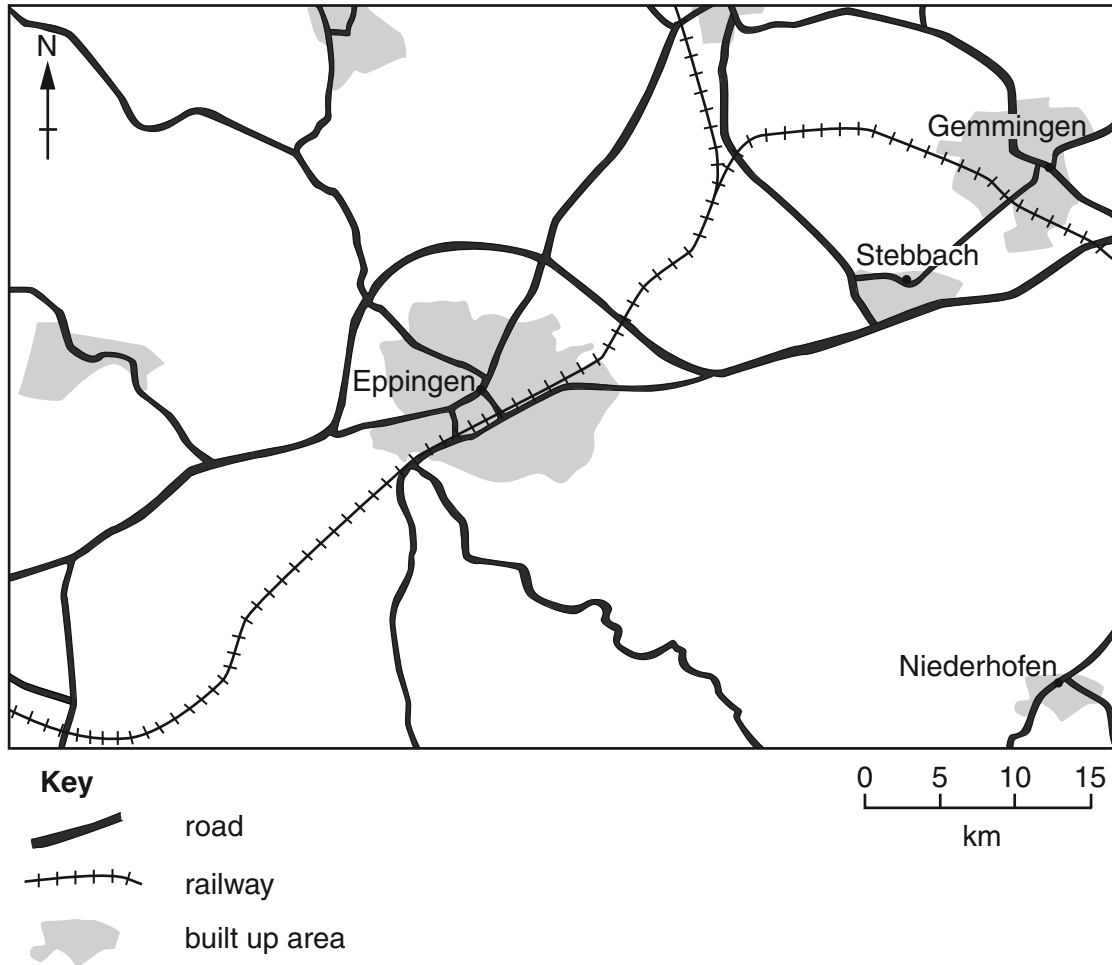 N
Gemmingen
Stebbach
Eppingen
Niederhofen
Key
road
railway
built up area
0 5 10 15
km